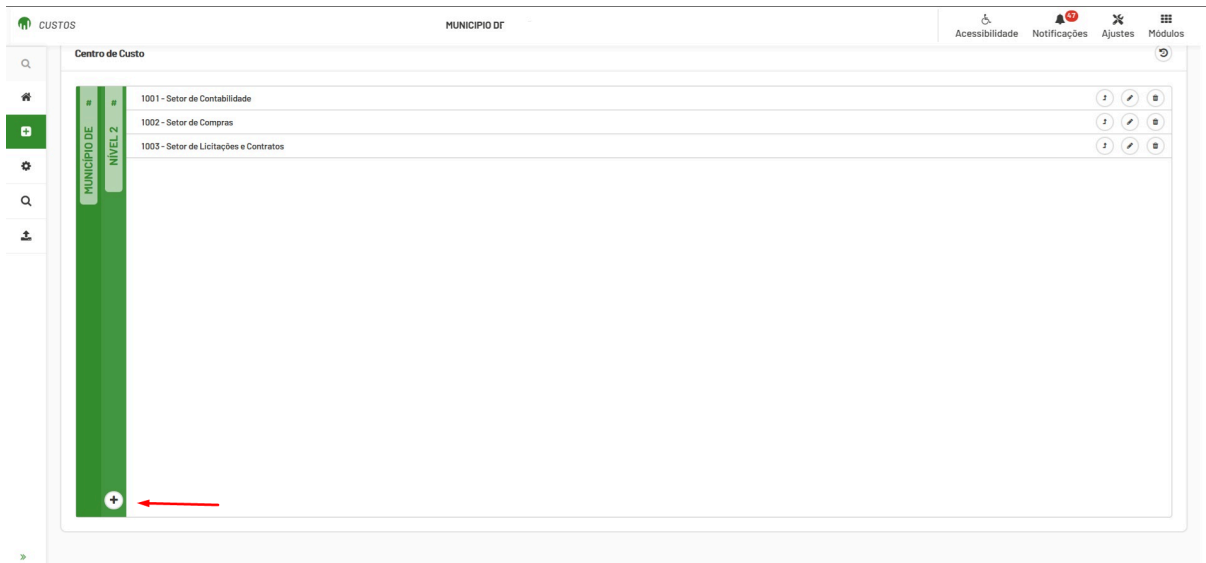 CUSTOS
MUNICIPIO DE
Acessibilidade
47
Notificações
Ajustes
Módulos
Centro de Custo
MUNICÍPIO DE #
NÍVEL 2 #
1001 - Setor de Contabilidade
1002 - Setor de Compras
1003 - Setor de Licitações e Contratos